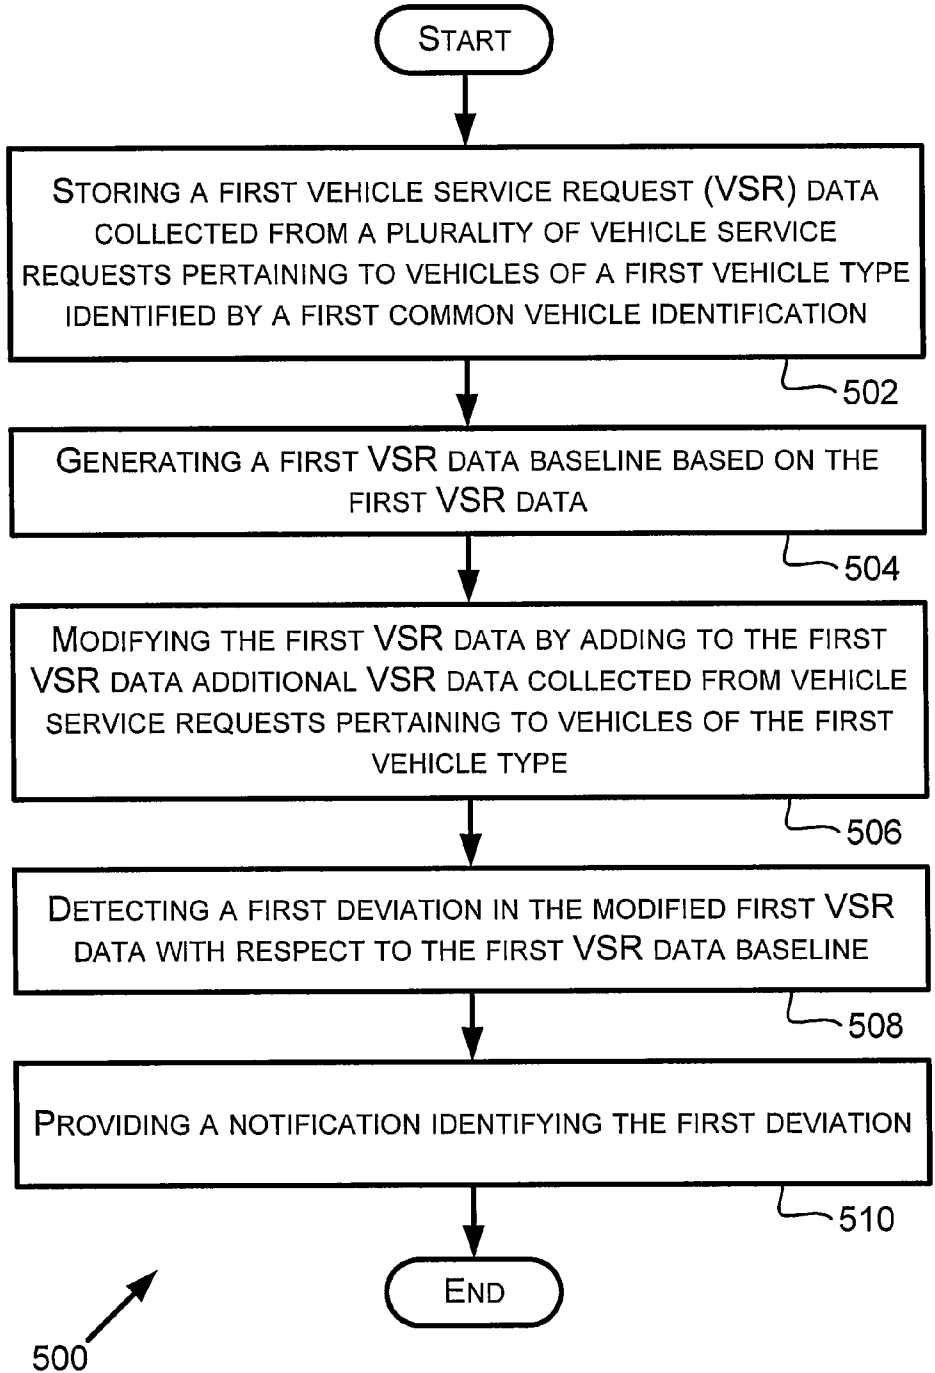 START
STORING A FIRST VEHICLE SERVICE REQUEST (VSR) DATA
COLLECTED FROM A PLURALITY OF VEHICLE SERVICE
REQUESTS PERTAINING TO VEHICLES OF A FIRST VEHICLE TYPE
IDENTIFIED BY A FIRST COMMON VEHICLE IDENTIFICATION
502
GENERATING A FIRST VSR DATA BASELINE BASED ON THE
FIRST VSR DATA
504
MODIFYING THE FIRST VSR DATA BY ADDING TO THE FIRST
VSR DATA ADDITIONAL VSR DATA COLLECTED FROM VEHICLE
SERVICE REQUESTS PERTAINING TO VEHICLES OF THE FIRST
VEHICLE TYPE
506
DETECTING A FIRST DEVIATION IN THE MODIFIED FIRST VSR
DATA WITH RESPECT TO THE FIRST VSR DATA BASELINE
508
PROVIDING A NOTIFICATION IDENTIFYING THE FIRST DEVIATION
510
END
500